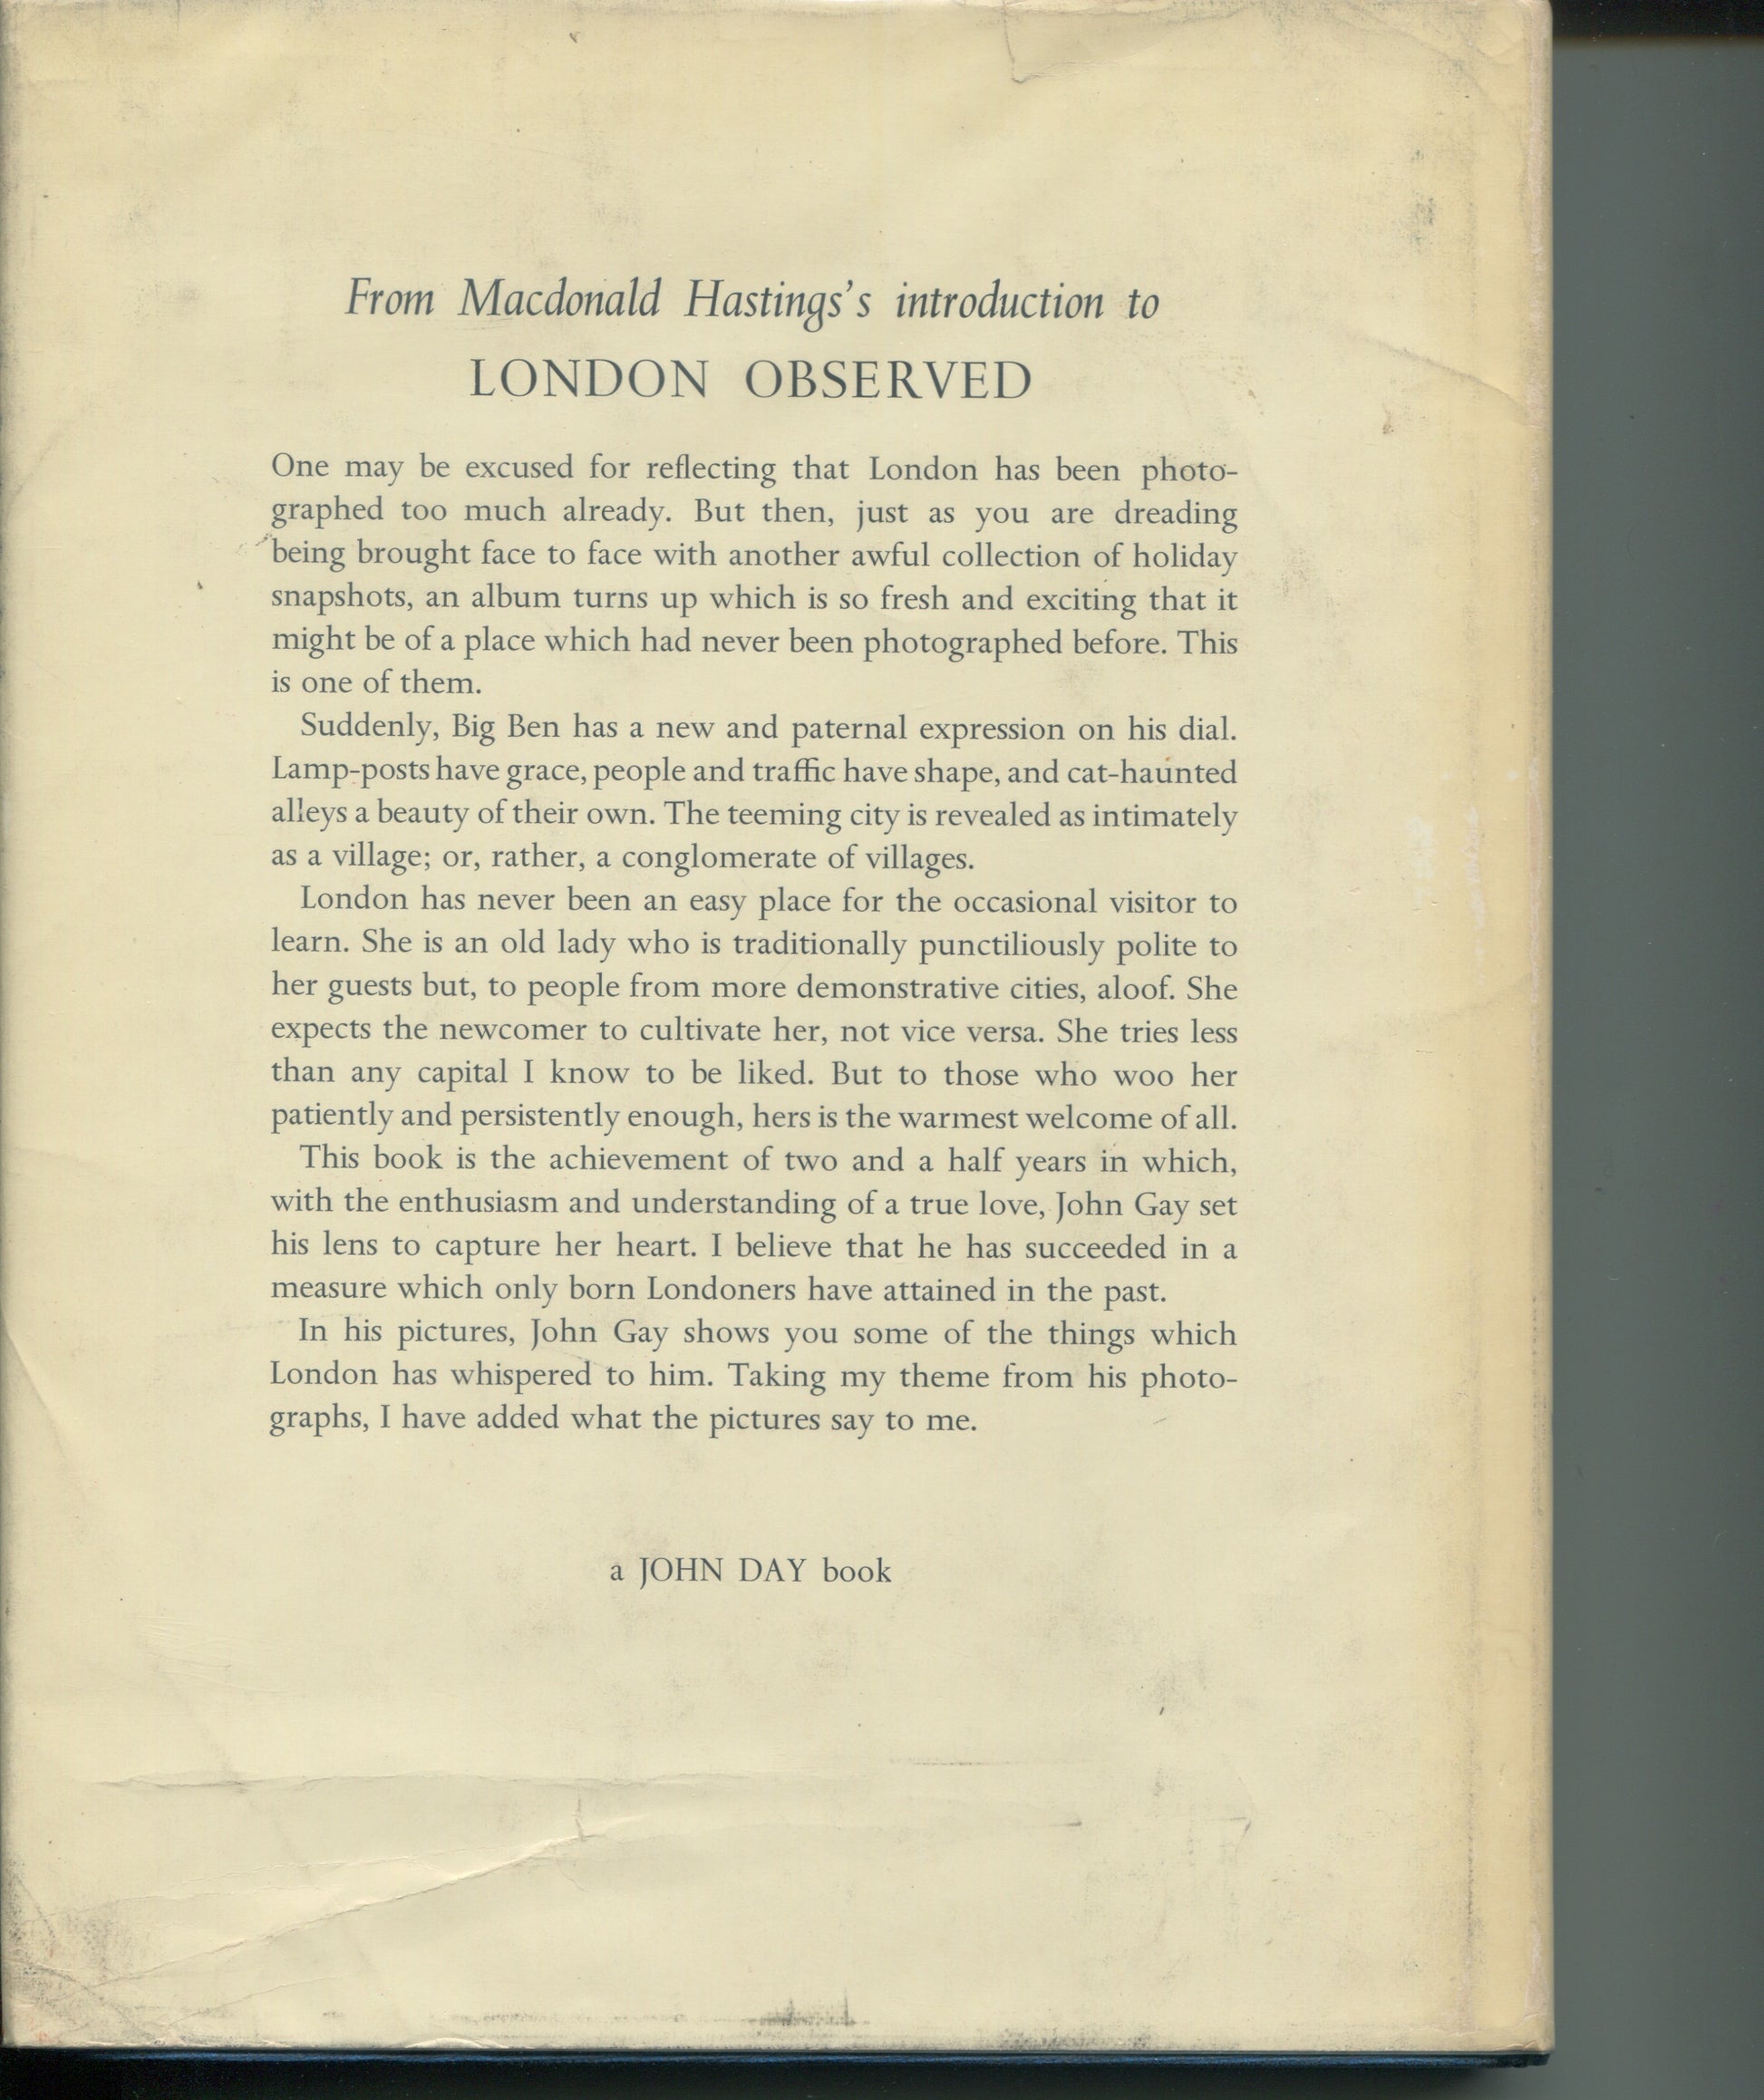 From Macdonald Hastings's introduction to
LONDON OBSERVED
One may be excused for reflecting that London has been photo-
graphed too much already. But then, just as you are dreading
being brought face to face with another awful collection of holiday
snapshots, an album turns up which is so fresh and exciting that it
might be of a place which had never been photographed before. This
is one of them.
Suddenly, Big Ben has a new and paternal expression on his dial.
Lamp-posts have grace, people and traffic have shape, and cat-haunted
alleys a beauty of their own. The teeming city is revealed as intimately
as a village; or, rather, a conglomerate of villages.
London has never been an easy place for the occasional visitor to
learn. She is an old lady who is traditionally punctiliously polite to
her guests but, to people from more demonstrative cities, aloof. She
expects the newcomer to cultivate her, not vice versa. She tries less
than any capital I know to be liked. But to those who woo her
patiently and persistently enough, hers is the warmest welcome of all.
This book is the achievement of two and a half years in which,
with the enthusiasm and understanding of a true love, John Gay set
his lens to capture her heart. I believe that he has succeeded in a
measure which only born Londoners have attained in the past.
In his pictures, John Gay shows you some of the things which
London has whispered to him. Taking my theme from his photo-
graphs, I have added what the pictures say to me.
a JOHN DAY book